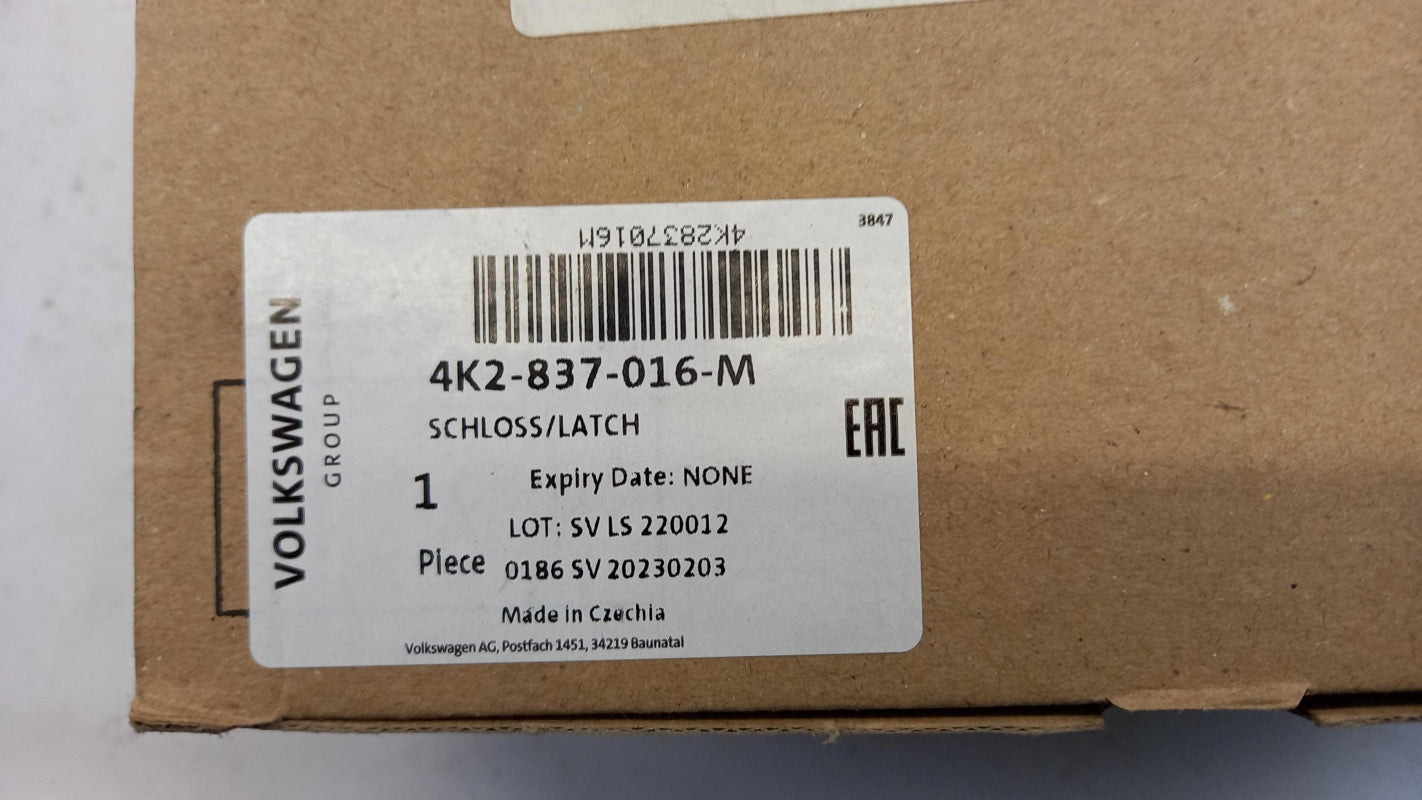 3847
4K2837016M
4K2-837-016-M
SCHLOSS/LATCH
EAC
VOLKSWAGEN
GROUP
1
Piece
Expiry Date: NONE
LOT: SV LS 220012
0186 SV 20230203
Made in Czechia
Volkswagen AG, Postfach 1451, 34219 Baunatal